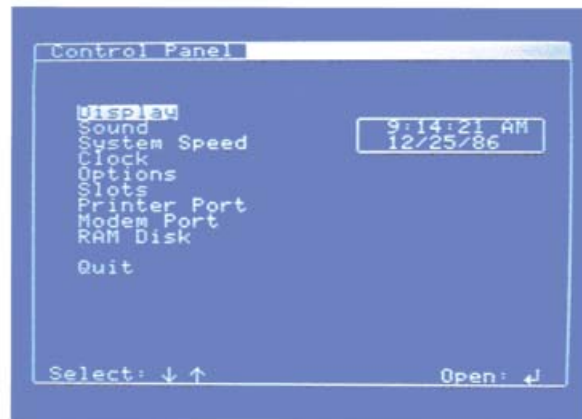 Control Panel
Display
Sound
System Speed
Clock
Options
Slots
Printer Port
Modem Port
RAM Disk
Quit
9:14:21 AM
12/25/86
Select: ↓ ↑
Open: ↵